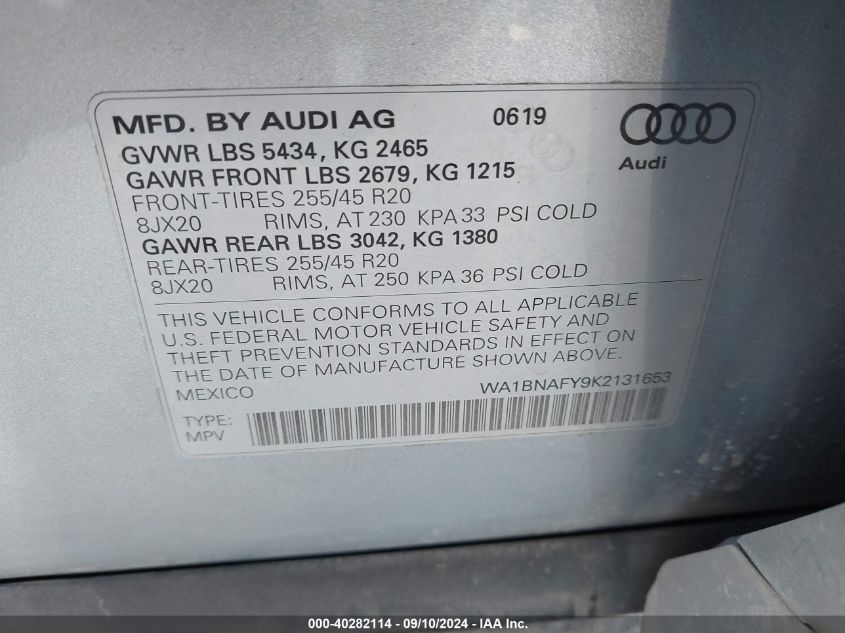 MFD. BY AUDI AG 0619
Audi
GVWR LBS 5434, KG 2465
GAWR FRONT LBS 2679, KG 1215
FRONT-TIRES 255/45 R20
8JX20 RIMS, AT 230 KPA 33 PSI COLD
GAWR REAR LBS 3042, KG 1380
REAR-TIRES 255/45 R20
8JX20 RIMS, AT 250 KPA 36 PSI COLD
THIS VEHICLE CONFORMS TO ALL APPLICABLE
U.S. FEDERAL MOTOR VEHICLE SAFETY AND
THEFT PREVENTION STANDARDS IN EFFECT ON
THE DATE OF MANUFACTURE SHOWN ABOVE.
MEXICO WA1BNAFY9K2131653
TYPE:
MPV
000-40282114 - 09/10/2024 - IAA Inc.